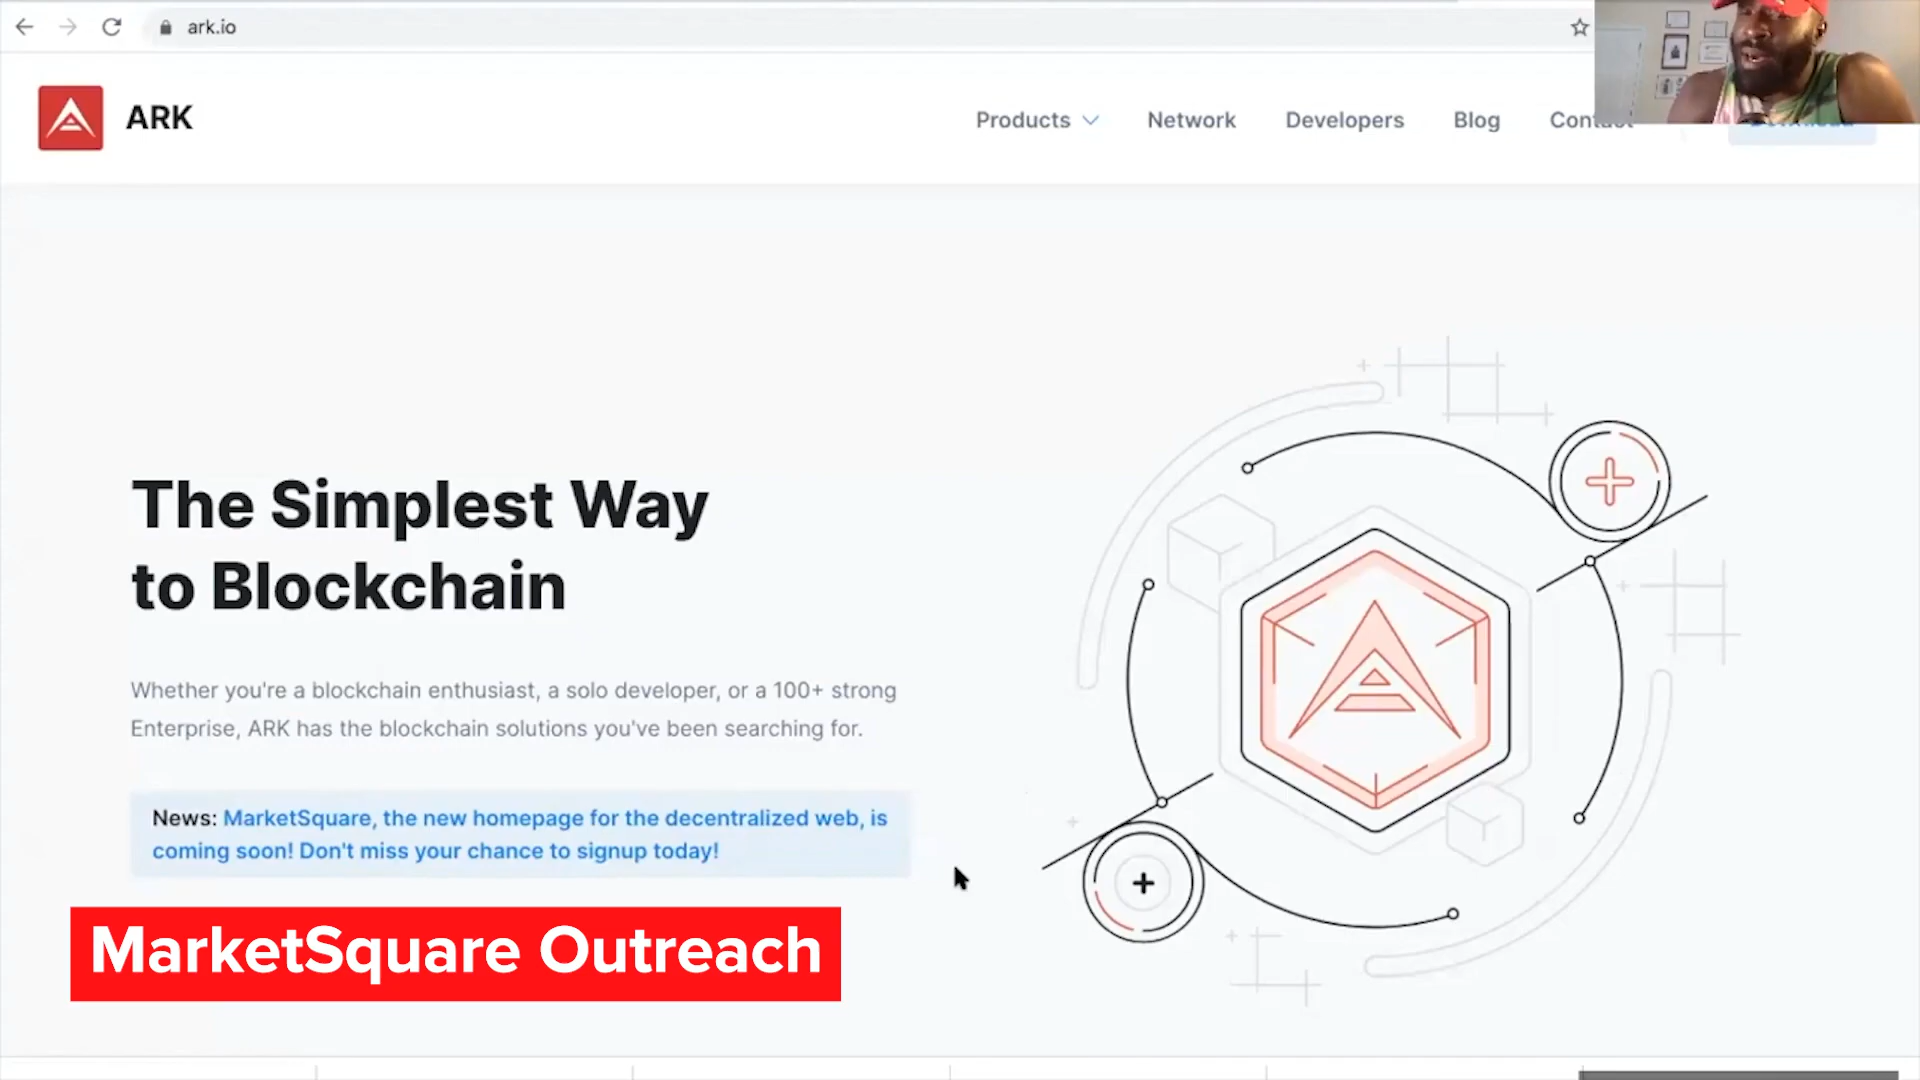 ark.io
ARK
Products
Network
Developers
Blog
Contact
The Simplest Way
to Blockchain
Whether you're a blockchain enthusiast, a solo developer, or a 100+ strong
Enterprise, ARK has the blockchain solutions you've been searching for.
News: MarketSquare, the new homepage for the decentralized web, is
coming soon! Don't miss your chance to signup today!
MarketSquare Outreach